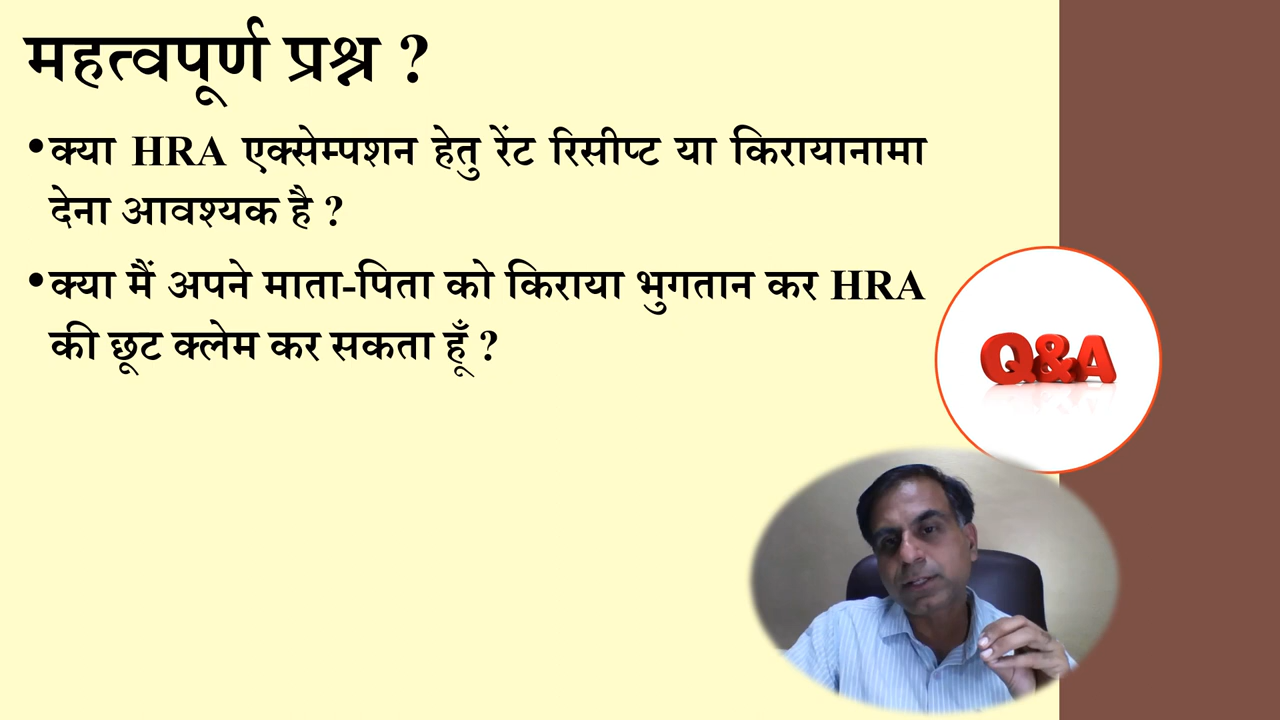 महत्वपूर्ण प्रश्न ?
•क्या HRA एक्सेम्पशन हेतु रेंट रिसीप्ट या किरायानामा
देना आवश्यक है ?
•क्या मैं अपने माता-पिता को किराया भुगतान कर HRA
की छूट क्लेम कर सकता हूँ ?
Q&A